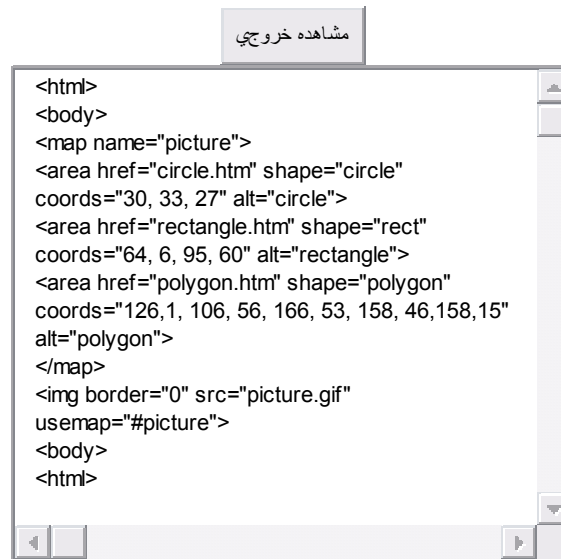 مشاهده خروجي
<html>
<body>
<map name="picture">
<area href="circle.htm" shape="circle"
coords="30, 33, 27" alt="circle">
<area href="rectangle.htm" shape="rect"
coords="64, 6, 95, 60" alt="rectangle">
<area href="polygon.htm" shape="polygon"
coords="126,1, 106, 56, 166, 53, 158, 46,158,15"
alt="polygon">
</map>
<img border="0" src="picture.gif"
usemap="#picture">
<body>
<html>